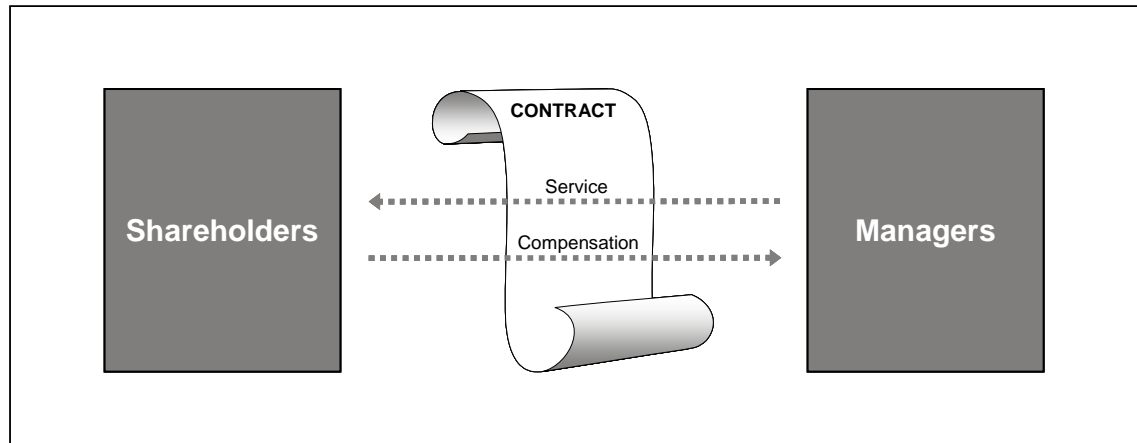 CONTRACT
Service
Shareholders
Managers
Compensation